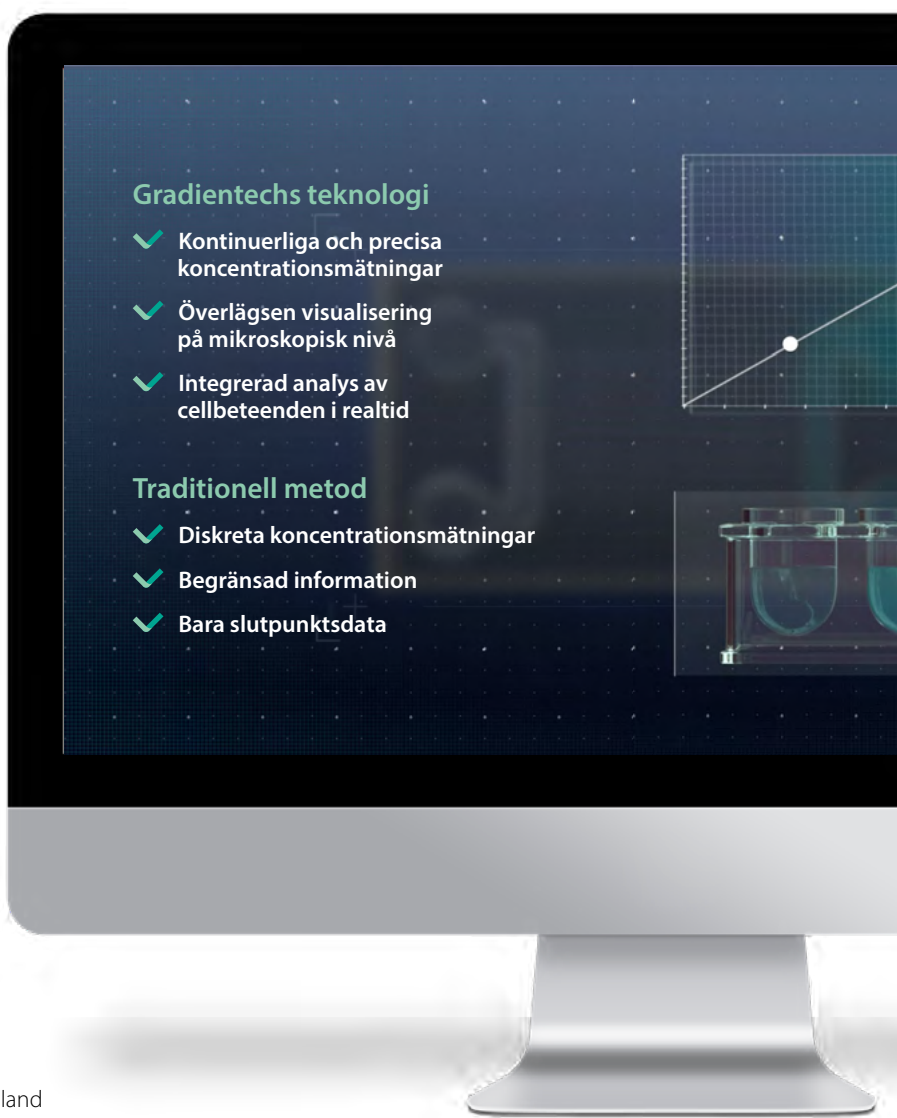 Gradientechs teknologi
Kontinuerliga och precisa
koncentrationsmätningar
Överlägsen visualisering
på mikroskopisk nivå
Integrerad analys av
cellbeteenden i realtid
Traditionell metod
Diskreta koncentrationsmätningar
Begränsad information
Bara slutpunktsdata
land